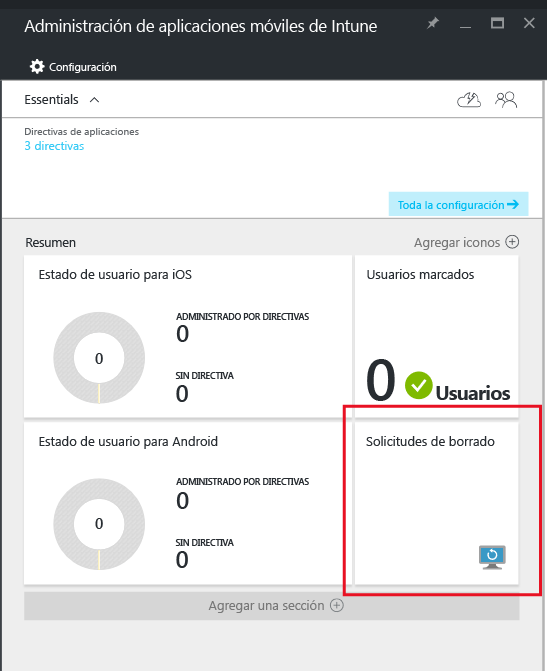 Administración de aplicaciones móviles de Intune
Configuración
Essentials
Directivas de aplicaciones
3 directivas
Toda la configuración
Resumen
Agregar iconos
Estado de usuario para iOS
0
ADMINISTRADO POR DIRECTIVAS
0
SIN DIRECTIVA
0
Usuarios marcados
0 Usuarios
Estado de usuario para Android
0
ADMINISTRADO POR DIRECTIVAS
0
SIN DIRECTIVA
0
Solicitudes de borrado
Agregar una sección